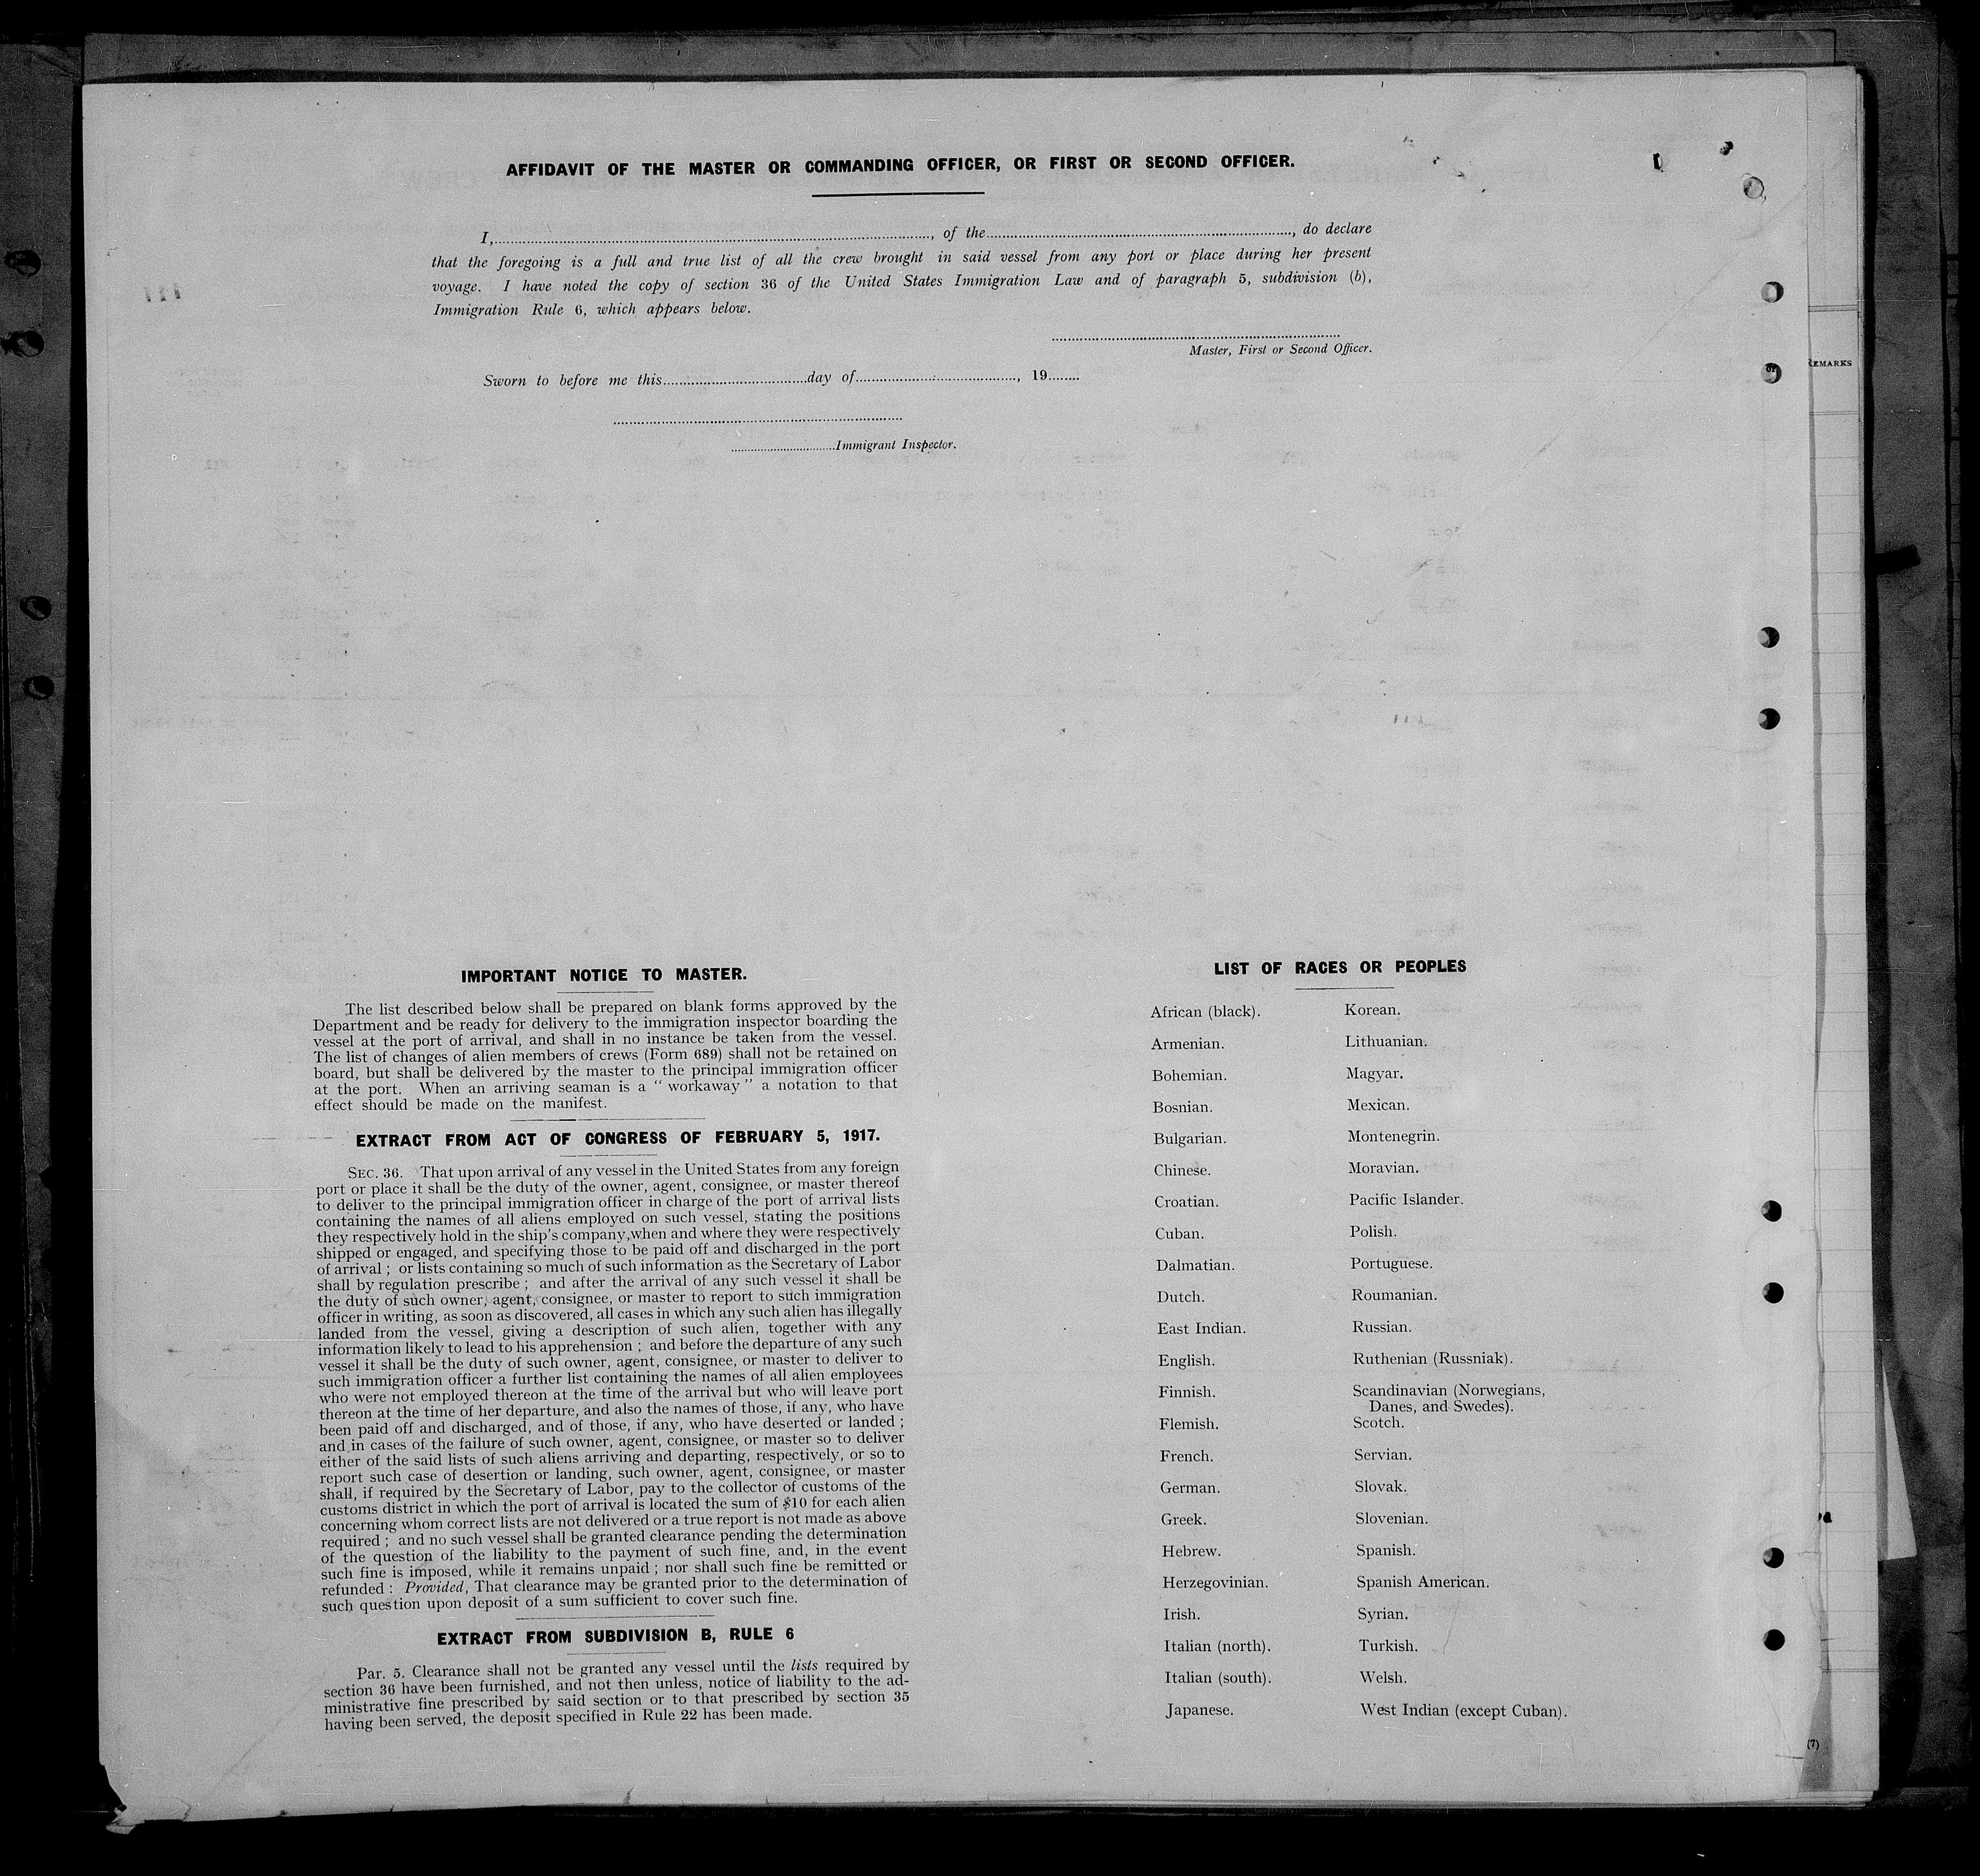 AFFIDAVIT OF THE MASTER OR COMMANDING OFFICER, OR FIRST OR SECOND OFFICER.
I,..............................................., of the..............................................., do declare
that the foregoing is a full and true list of all the crew brought in said vessel from any port or place during her present
voyage. I have noted the copy of section 36 of the United States Immigration Law and of paragraph 5, subdivision (b),
Immigration Rule 6, which appears below.
Master, First or Second Officer.
Sworn to before me this....................day of...................., 19........
....................Immigrant Inspector.
REMARKS
IMPORTANT NOTICE TO MASTER.
The list described below shall be prepared on blank forms approved by the
Department and be ready for delivery to the immigration inspector boarding the
vessel at the port of arrival, and shall in no instance be taken from the vessel.
The list of changes of alien members of crews (Form 689) shall not be retained on
board, but shall be delivered by the master to the principal immigration officer
at the port. When an arriving seaman is a " workaway " a notation to that
effect should be made on the manifest.
EXTRACT FROM ACT OF CONGRESS OF FEBRUARY 5, 1917.
SEC. 36. That upon arrival of any vessel in the United States from any foreign
port or place it shall be the duty of the owner, agent, consignee, or master thereof
to deliver to the principal immigration officer in charge of the port of arrival lists
containing the names of all aliens employed on such vessel, stating the positions
they respectively hold in the ship's company,when and where they were respectively
shipped or engaged, and specifying those to be paid off and discharged in the port
of arrival ; or lists containing so much of such information as the Secretary of Labor
shall by regulation prescribe ; and after the arrival of any such vessel it shall be
the duty of such owner, agent, consignee, or master to report to such immigration
officer in writing, as soon as discovered, all cases in which any such alien has illegally
landed from the vessel, giving a description of such alien, together with any
information likely to lead to his apprehension ; and before the departure of any such
vessel it shall be the duty of such owner, agent, consignee, or master to deliver to
such immigration officer a further list containing the names of all alien employees
who were not employed thereon at the time of the arrival but who will leave port
thereon at the time of her departure, and also the names of those, if any, who have
been paid off and discharged, and of those, if any, who have deserted or landed ;
and in cases of the failure of such owner, agent, consignee, or master so to deliver
either of the said lists of such aliens arriving and departing, respectively, or so to
report such case of desertion or landing, such owner, agent, consignee, or master
shall, if required by the Secretary of Labor, pay to the collector of customs of the
customs district in which the port of arrival is located the sum of $10 for each alien
concerning whom correct lists are not delivered or a true report is not made as above
required ; and no such vessel shall be granted clearance pending the determination
of the question of the liability to the payment of such fine, and, in the event
such fine is imposed, while it remains unpaid ; nor shall such fine be remitted or
refunded : Provided, That clearance may be granted prior to the determination of
such question upon deposit of a sum sufficient to cover such fine.
EXTRACT FROM SUBDIVISION B, RULE 6
Par. 5. Clearance shall not be granted any vessel until the lists required by
section 36 have been furnished, and not then unless, notice of liability to the ad-
ministrative fine prescribed by said section or to that prescribed by section 35
having been served, the deposit specified in Rule 22 has been made.
LIST OF RACES OR PEOPLES
African (black).
Armenian.
Bohemian.
Bosnian.
Bulgarian.
Chinese.
Croatian.
Cuban.
Dalmatian.
Dutch.
East Indian.
English.
Finnish.
Flemish.
French.
German.
Greek.
Hebrew.
Herzegovinian.
Irish.
Italian (north).
Italian (south).
Japanese.
Korean.
Lithuanian.
Magyar.
Mexican.
Montenegrin.
Moravian.
Pacific Islander.
Polish.
Portuguese.
Roumanian.
Russian.
Ruthenian (Russniak).
Scandinavian (Norwegians,
Danes, and Swedes).
Scotch.
Servian.
Slovak.
Slovenian.
Spanish.
Spanish American.
Syrian.
Turkish.
Welsh.
West Indian (except Cuban).
(7)